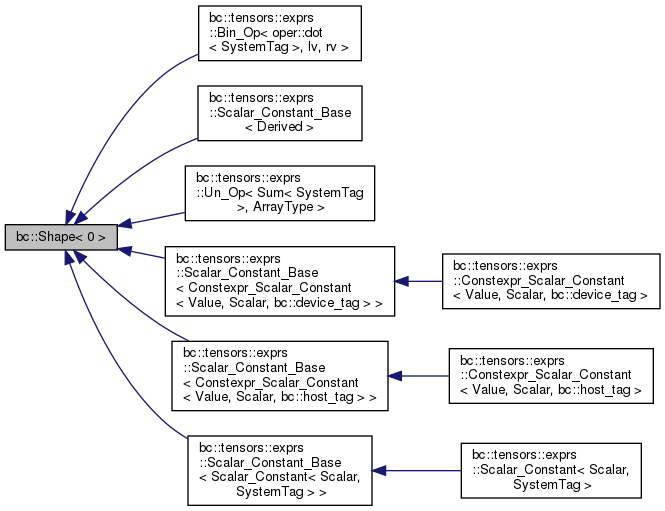 bc::tensors::exprs
::Bin_Op< oper::dot
< SystemTag >, lv, rv >
bc::tensors::exprs
::Scalar_Constant_Base
< Derived >
bc::tensors::exprs
::Un_Op< Sum< SystemTag
>, ArrayType >
bc::Shape< 0 >
bc::tensors::exprs
::Scalar_Constant_Base
< Constexpr_Scalar_Constant
< Value, Scalar, bc::device_tag > >
bc::tensors::exprs
::Constexpr_Scalar_Constant
< Value, Scalar, bc::device_tag >
bc::tensors::exprs
::Scalar_Constant_Base
< Constexpr_Scalar_Constant
< Value, Scalar, bc::host_tag > >
bc::tensors::exprs
::Constexpr_Scalar_Constant
< Value, Scalar, bc::host_tag >
bc::tensors::exprs
::Scalar_Constant_Base
< Scalar_Constant< Scalar,
SystemTag > >
bc::tensors::exprs
::Scalar_Constant< Scalar,
SystemTag >